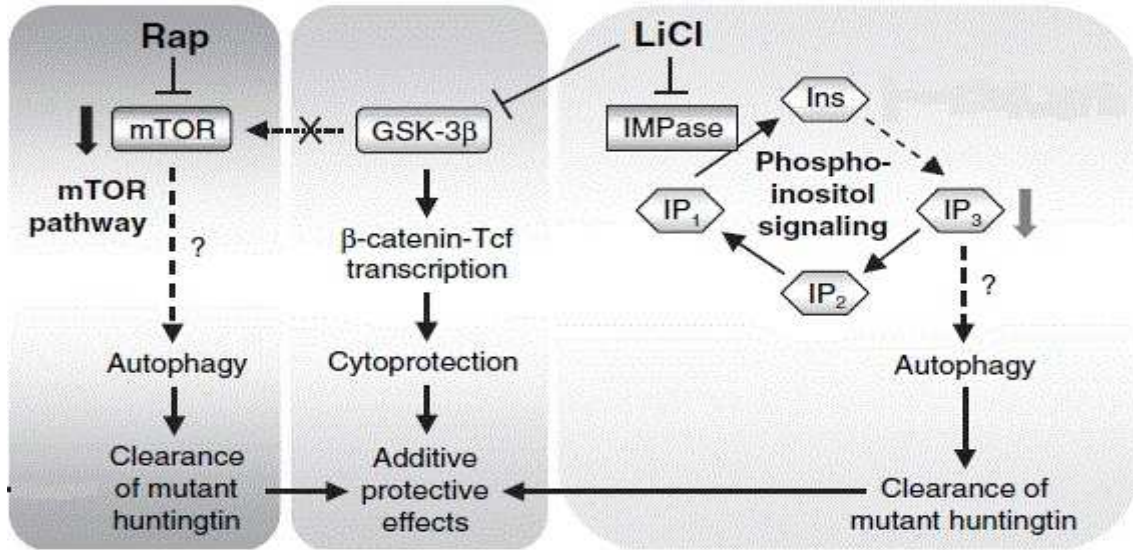 Rap
mTOR
mTOR
pathway
?
Autophagy
Clearance
of mutant
huntingtin
GSK-3β
β-catenin-Tcf
transcription
Cytoprotection
Additive
protective
effects
LiCl
IMPase
Ins
Phospho-
inositol
signaling
IP₁
IP₃
IP₂
?
Autophagy
Clearance of
mutant huntingtin